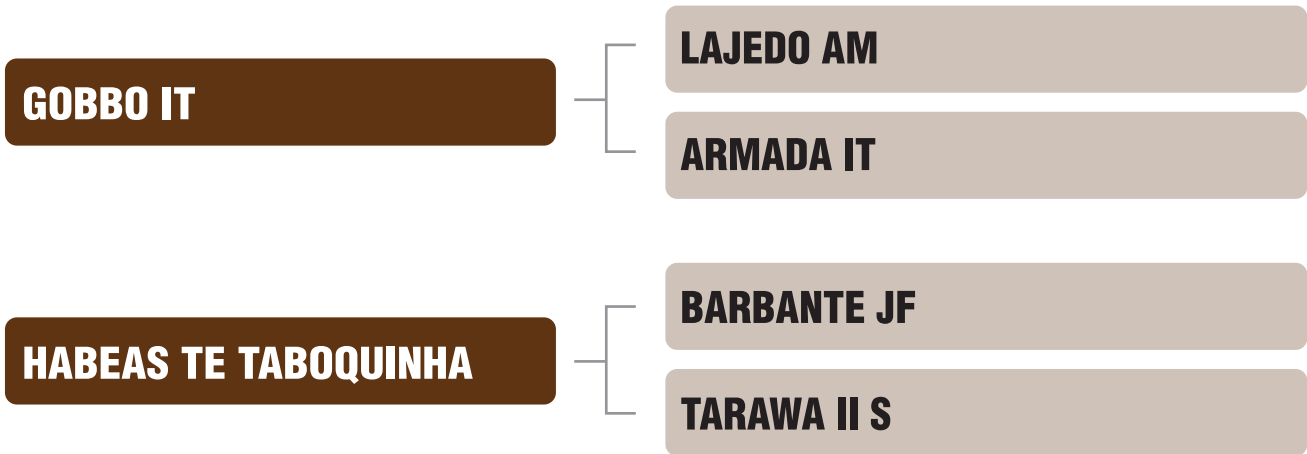 GOBBO IT
LAJEDO AM
ARMADA IT
HABEAS TE TABOQUINHA
BARBANTE JF
TARAWA II S